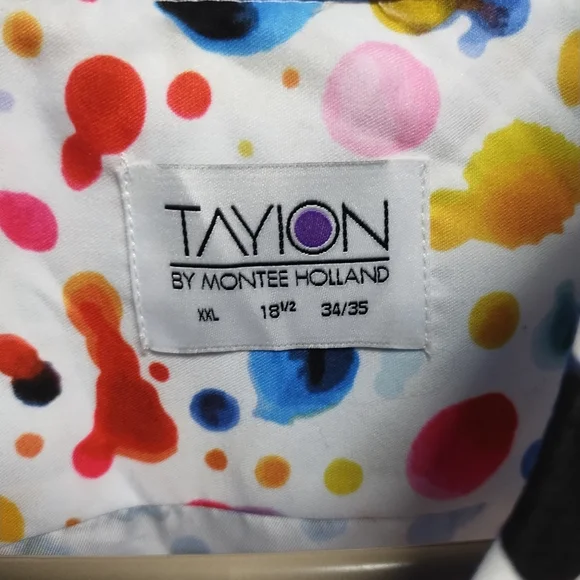 TAYION
BY MONTEE HOLLAND
XXL 18½ 34/35